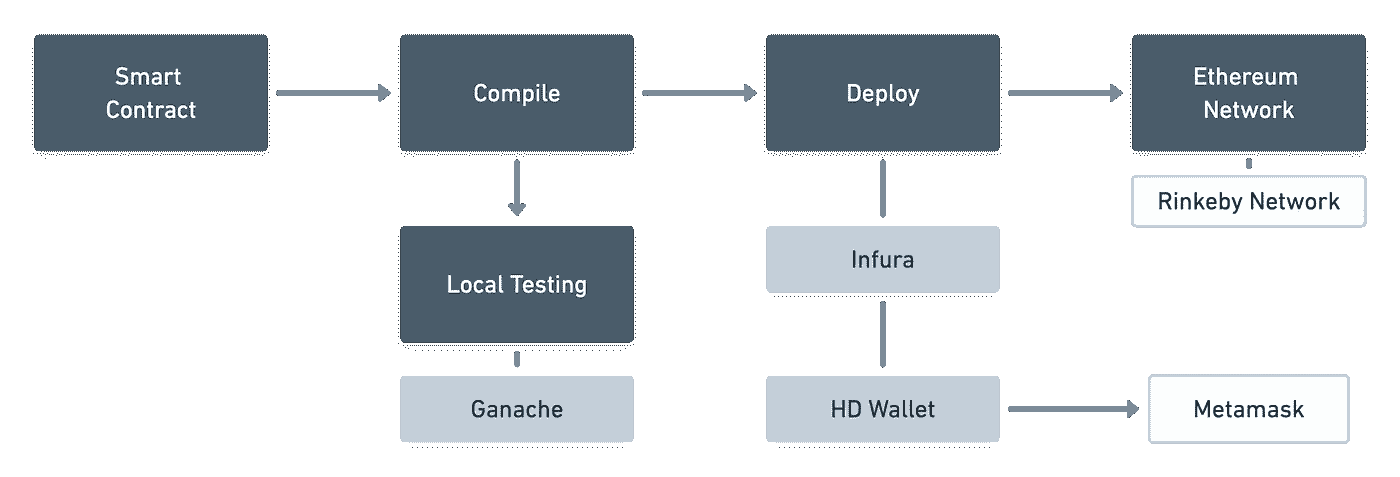 Smart
Contract
Compile
Deploy
Ethereum
Network
Rinkeby Network
Local Testing
Infura
Ganache
HD Wallet
Metamask